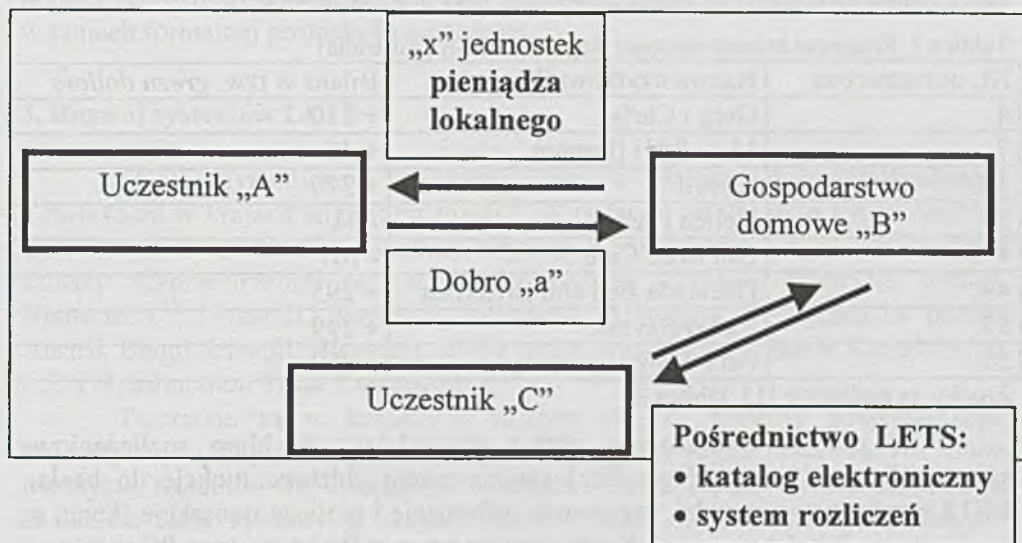 „x” jednostek
pieniądza
lokalnego
Uczestnik „A”
Gospodarstwo
domowe „B”
Dobro „a”
Uczestnik „C”
Pośrednictwo LETS:
• katalog elektroniczny
• system rozliczeń